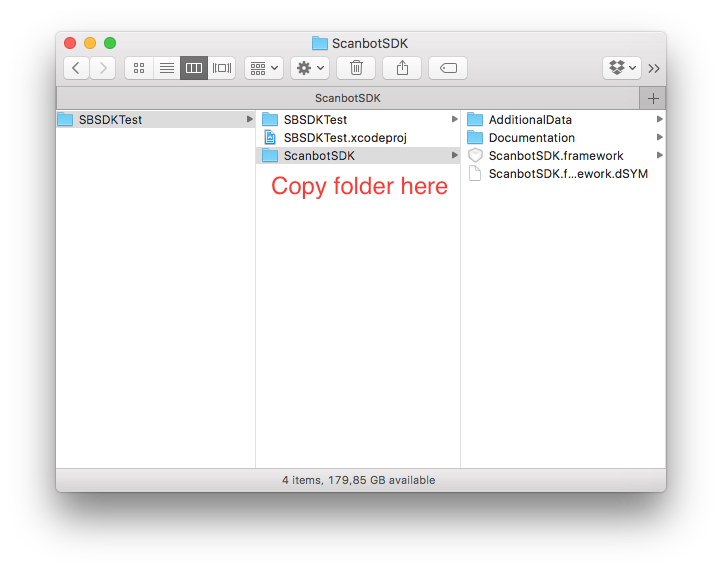 ScanbotSDK
ScanbotSDK
SBSDKTest
SBSDKTest
SBSDKTest.xcodeproj
ScanbotSDK
Copy folder here
AdditionalData
Documentation
ScanbotSDK.framework
ScanbotSDK.f...ework.dSYM
4 items, 179,85 GB available